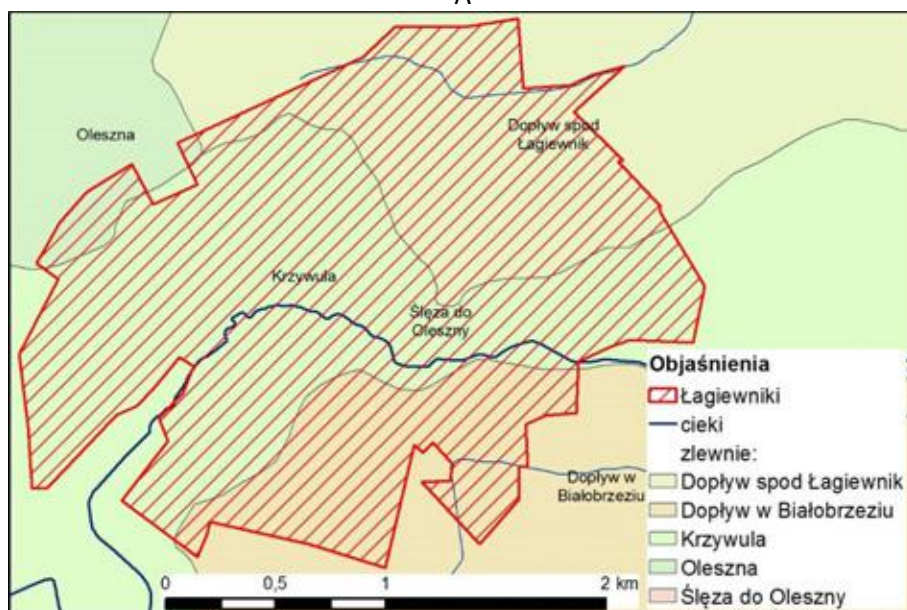 A
Oleszna
Dopływ spod
Łagiewnik
Krzywula
Ślęza do
Oleszny
Dopływ w
Białobrzeziu
Objaśnienia
Łagiewniki
cieki
zlewnie:
Dopływ spod Łagiewnik
Dopływ w Białobrzeziu
Krzywula
Oleszna
Ślęza do Oleszny
0 0,5 1 2 km